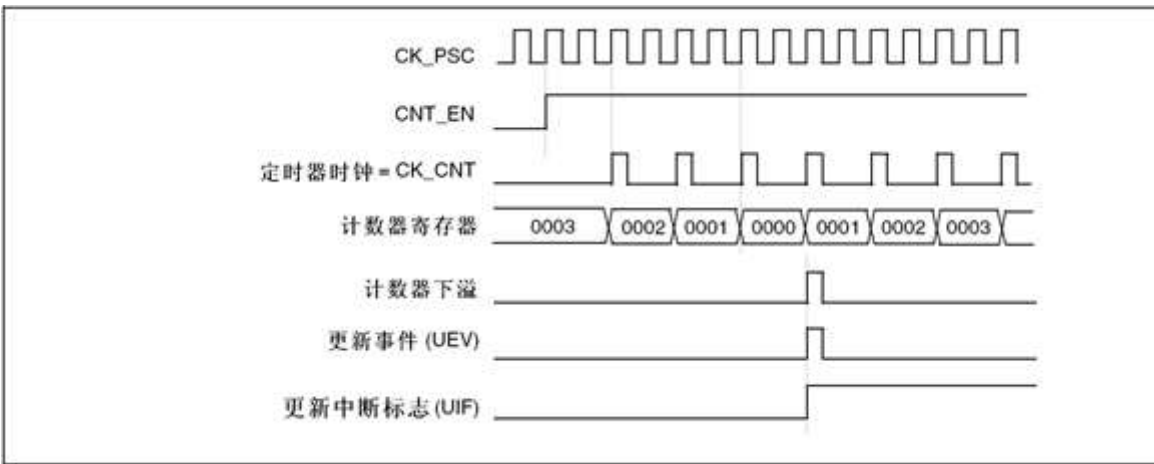 CK_PSC
CNT_EN
定时器时钟 = CK_CNT
计数器寄存器 0003 0002 0001 0000 0001 0002 0003
计数器下溢
更新事件 (UEV)
更新中断标志 (UIF)